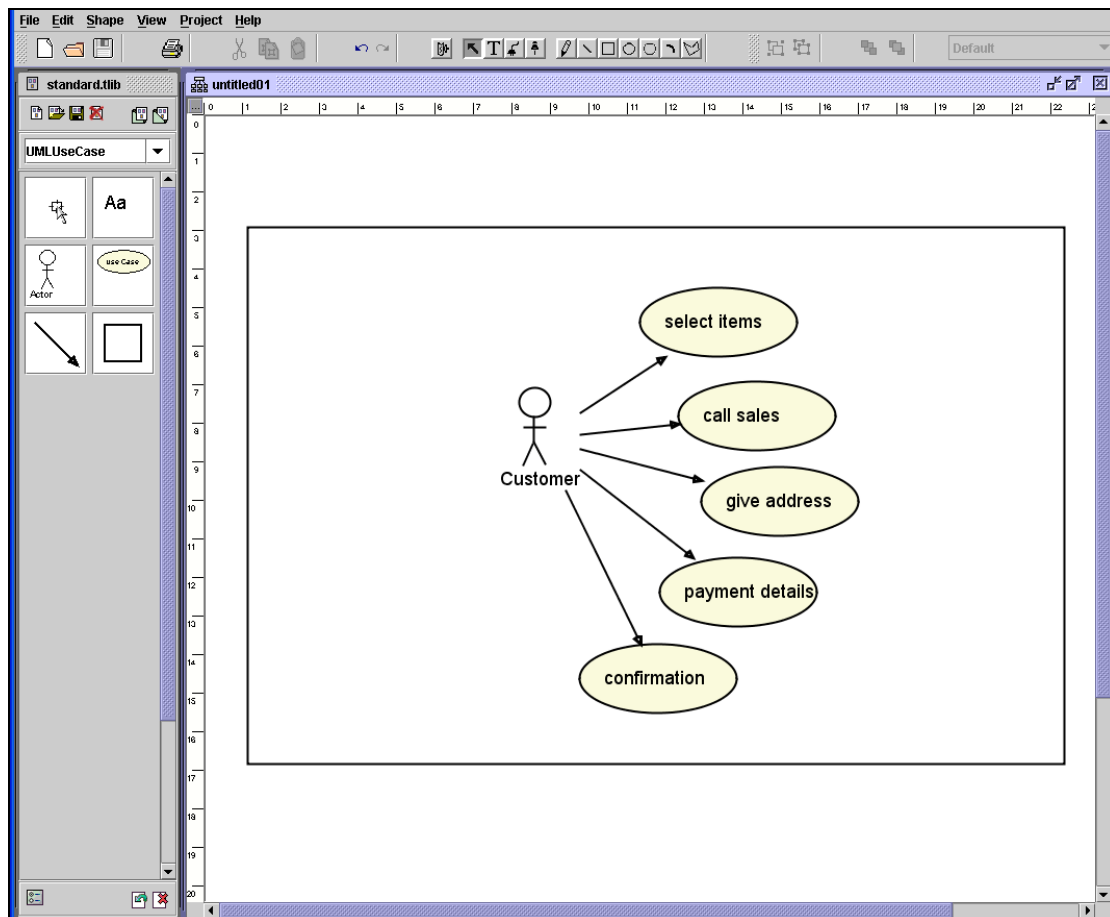 File Edit Shape View Project Help
T
Default
standard.tlib
untitled01
0 1 2 3 4 5 6 7 8 9 10 11 12 13 14 15 16 17 18 19 20 21 22
UMLUseCase
Aa
use Case
Actor
0
1
2
3
4
5
6
7
8
9
10
11
12
13
14
15
16
17
18
19
20
select items
call sales
Customer
give address
payment details
confirmation